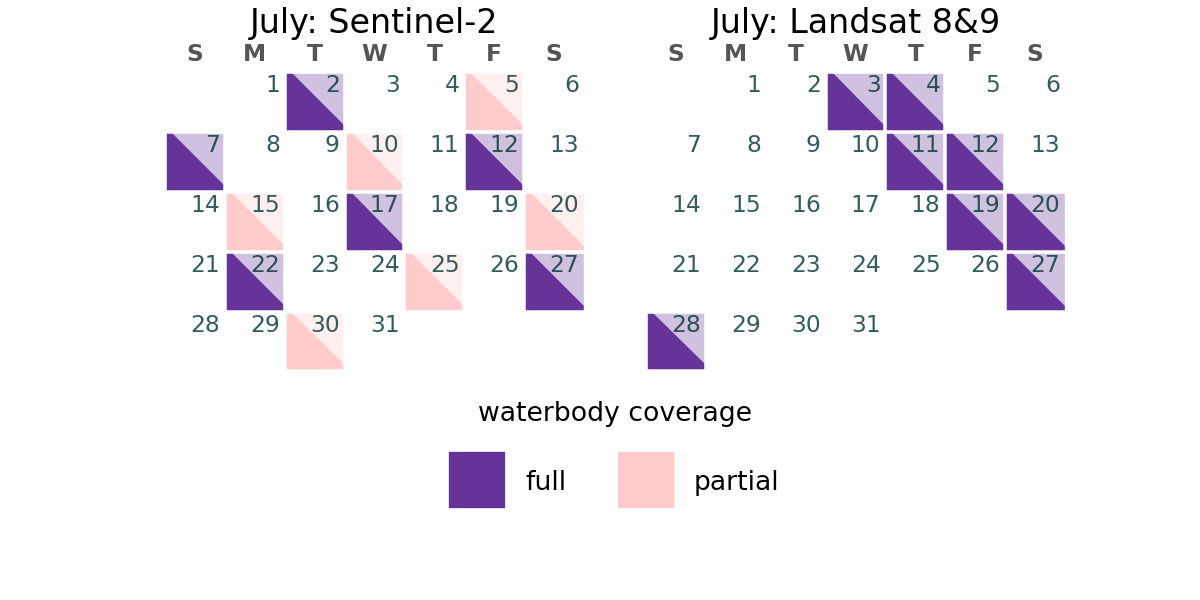 July: Sentinel-2
S M T W T F S
1 2 3 4 5 6
7 8 9 10 11 12 13
14 15 16 17 18 19 20
21 22 23 24 25 26 27
28 29 30 31
July: Landsat 8&9
S M T W T F S
1 2 3 4 5 6
7 8 9 10 11 12 13
14 15 16 17 18 19 20
21 22 23 24 25 26 27
28 29 30 31
waterbody coverage
full partial